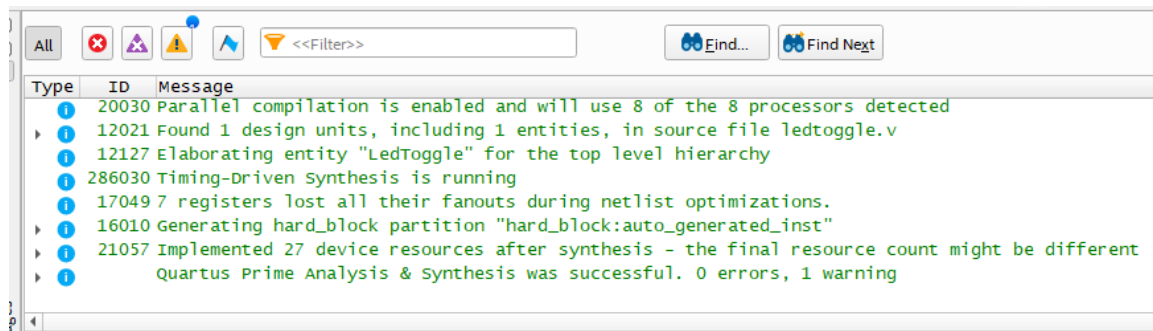 All <<Filter>> Find... Find Next
Type ID Message
20030 Parallel compilation is enabled and will use 8 of the 8 processors detected
12021 Found 1 design units, including 1 entities, in source file ledtoggle.v
12127 Elaborating entity "LedToggle" for the top level hierarchy
286030 Timing-Driven Synthesis is running
17049 7 registers lost all their fanouts during netlist optimizations.
16010 Generating hard_block partition "hard_block:auto_generated_inst"
21057 Implemented 27 device resources after synthesis - the final resource count might be different
Quartus Prime Analysis & Synthesis was successful. 0 errors, 1 warning